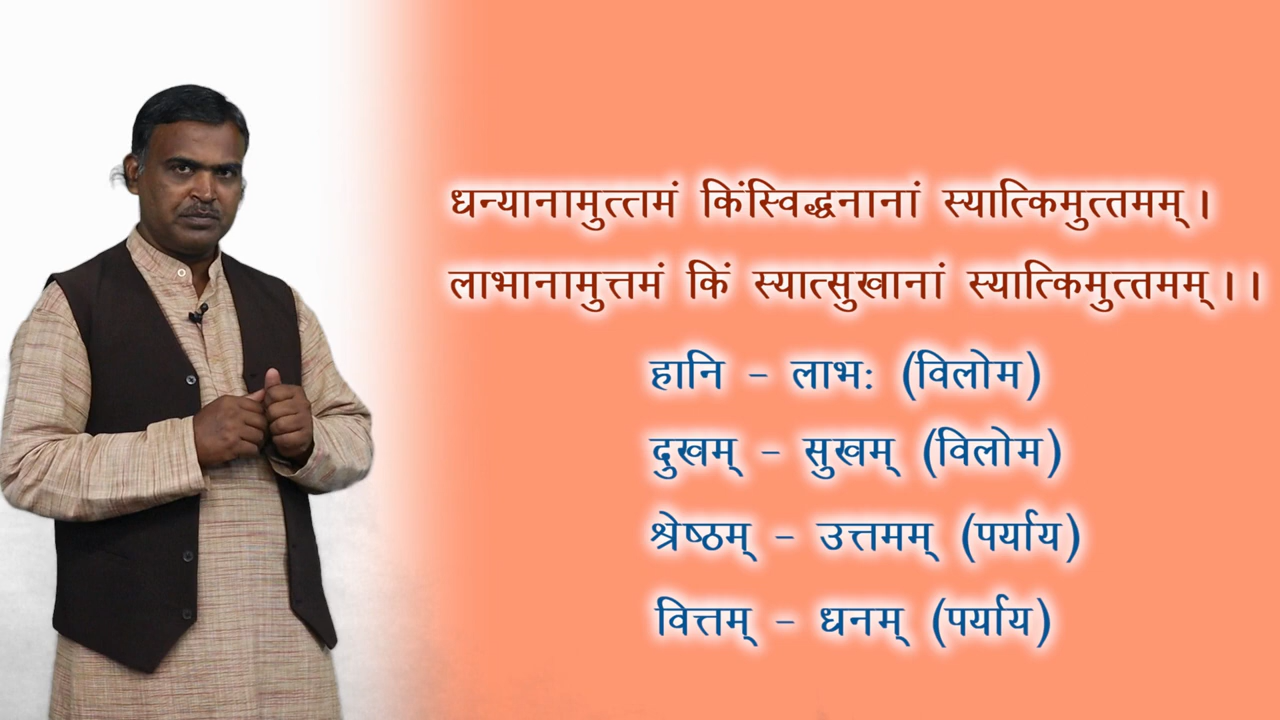 धन्यानामुत्तमं किंस्विद्धनानां स्यात्किमुत्तमम्।
लाभानामुत्तमं किं स्यात्सुखानां स्यात्किमुत्तमम्।।
हानि - लाभः (विलोम)
दुखम् - सुखम् (विलोम)
श्रेष्ठम् - उत्तमम् (पर्याय)
वित्तम् - धनम् (पर्याय)